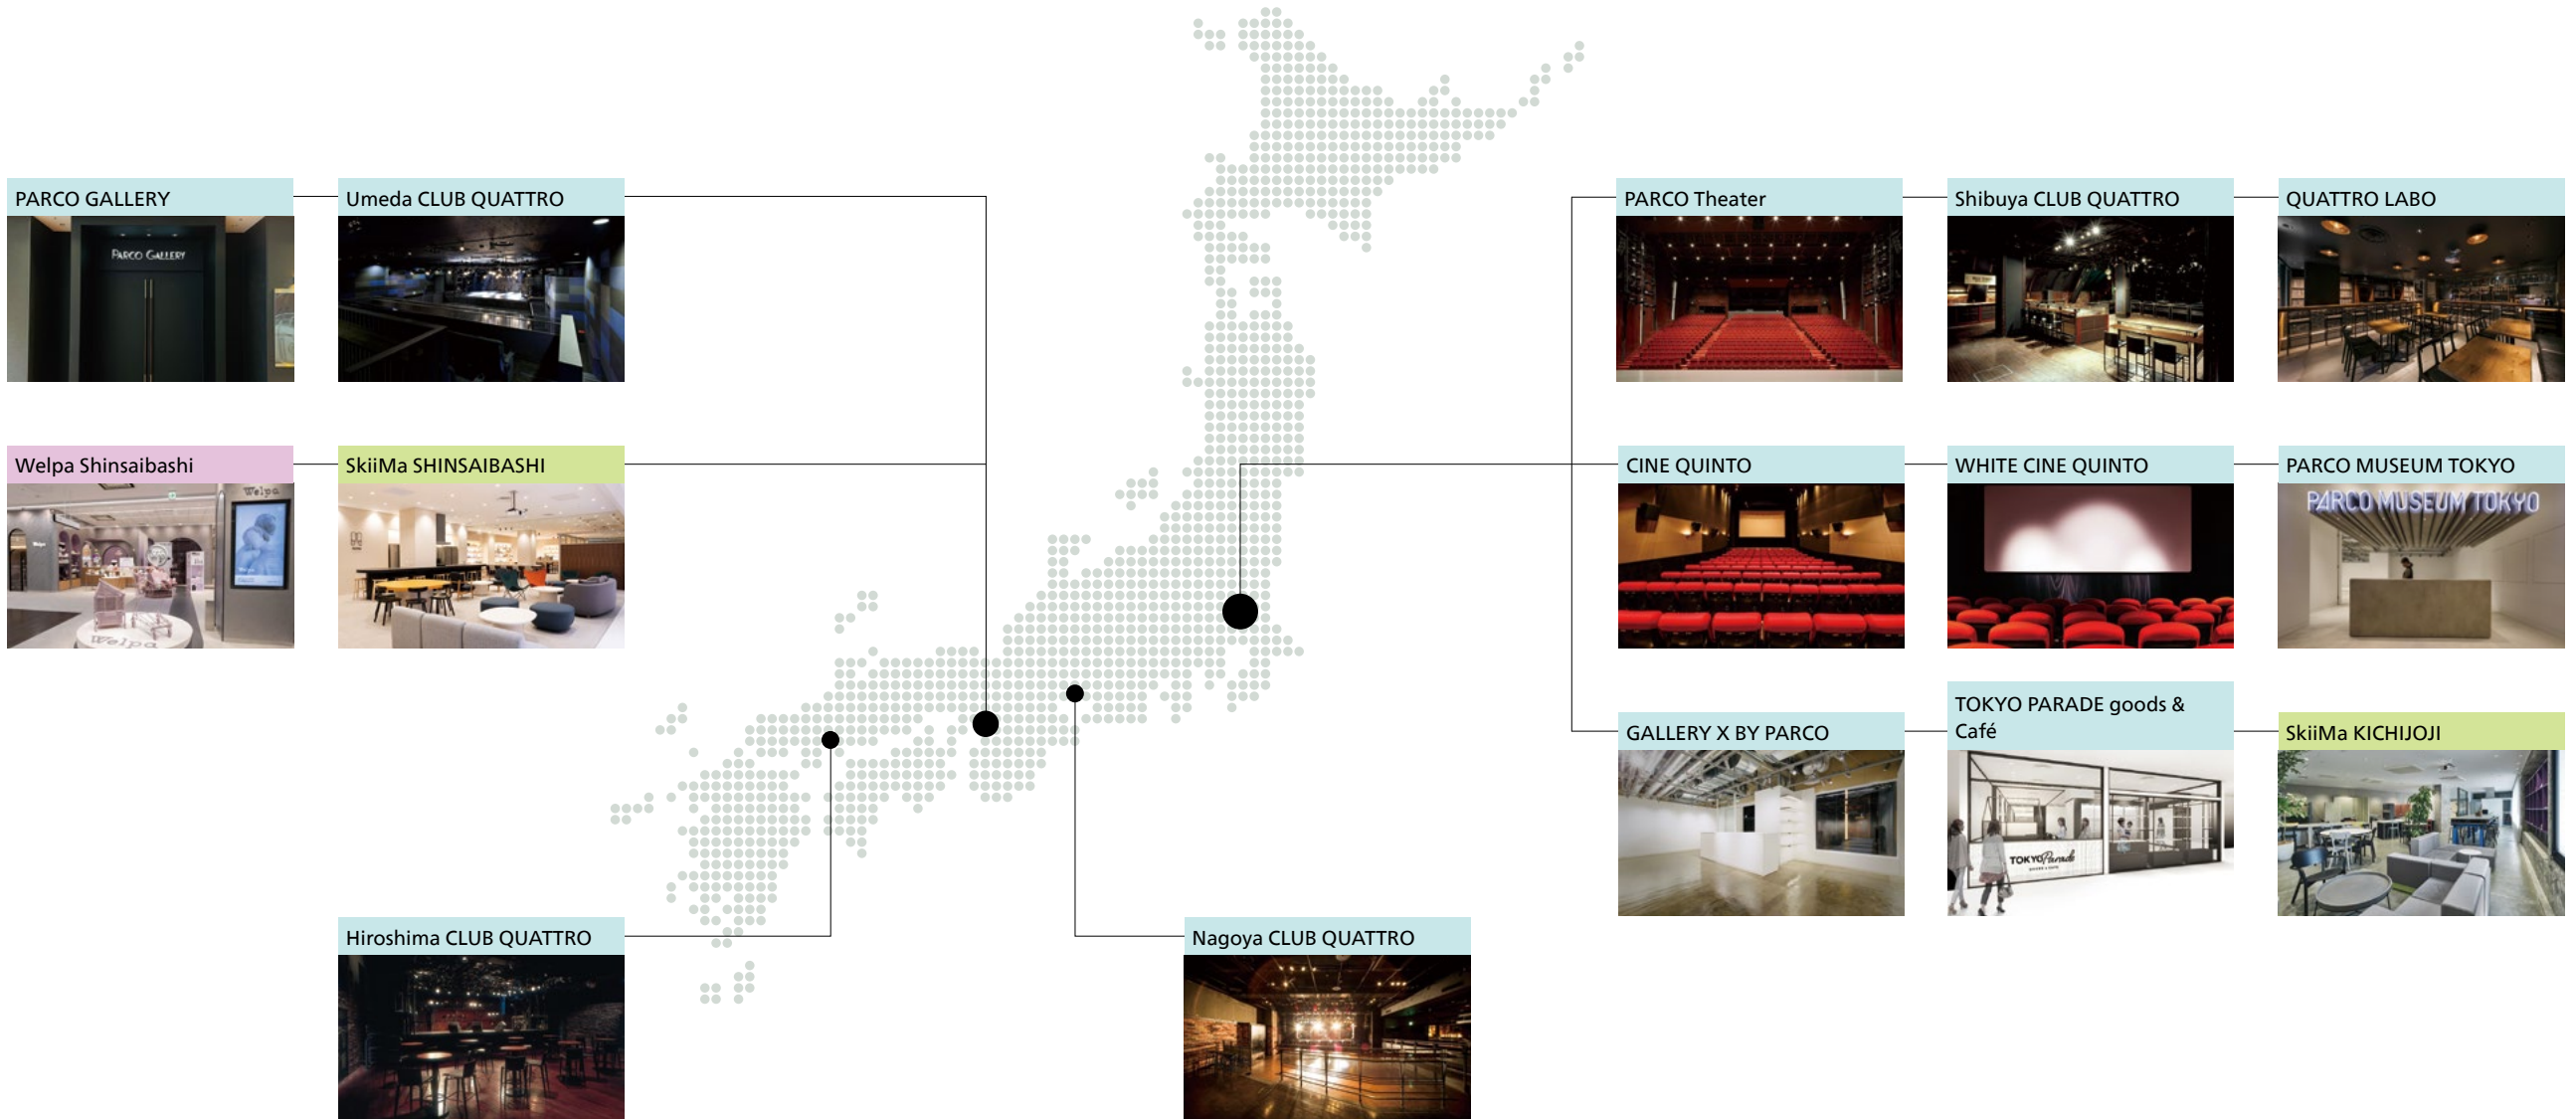 PARCO GALLERY
PARCO GALLERY
Umeda CLUB QUATTRO
PARCO Theater
Shibuya CLUB QUATTRO
QUATTRO LABO
Welpa Shinsaibashi
Welpa
Welpa
SkiiMa SHINSAIBASHI
CINE QUINTO
WHITE CINE QUINTO
PARCO MUSEUM TOKYO
PARCO MUSEUM TOKYO
GALLERY X BY PARCO
TOKYO PARADE goods &
Café
TOKYO Parade
SkiiMa KICHIJOJI
Hiroshima CLUB QUATTRO
Nagoya CLUB QUATTRO